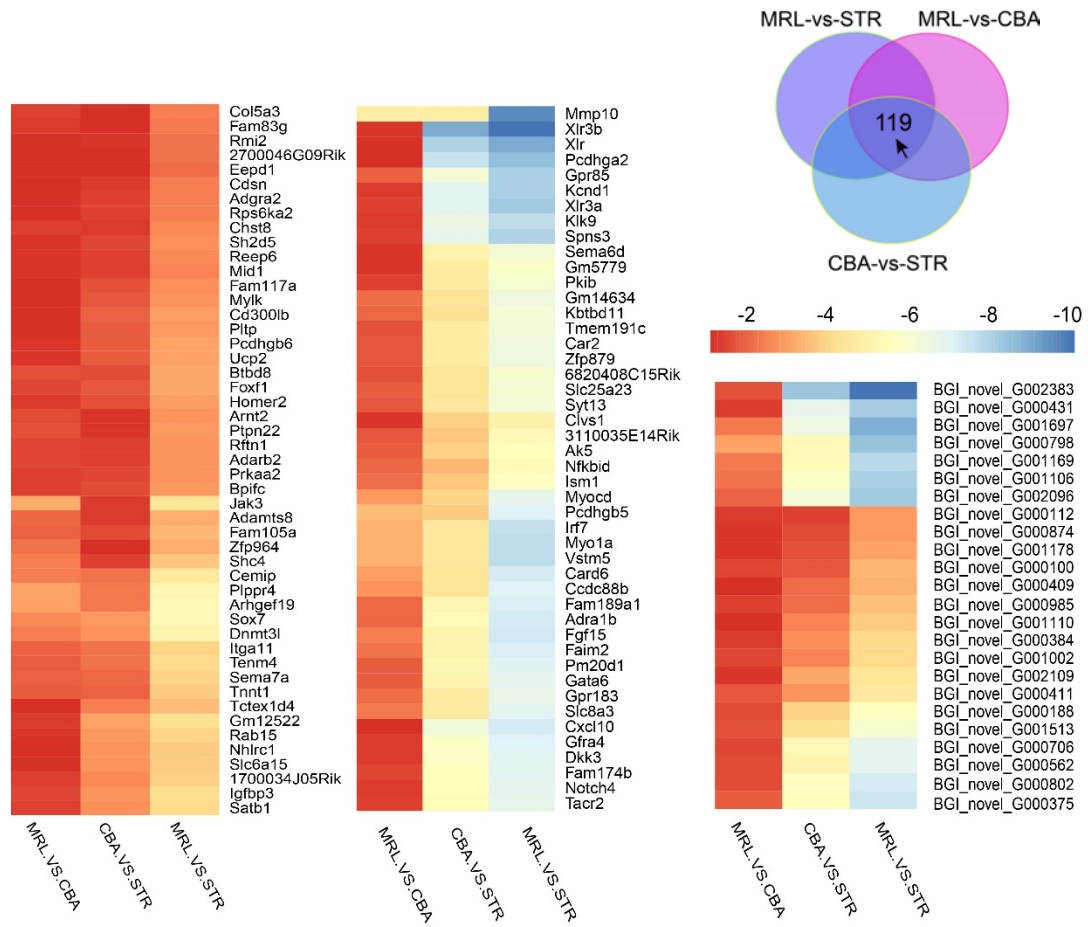 MRL-vs-STR
MRL-vs-CBA
119
CBA-vs-STR
-2 -4 -6 -8 -10
Col5a3
Fam83g
Rmi2
2700046G09Rik
Eepd1
Cdsn
Adgra2
Rps6ka2
Chst8
Sh2d5
Reep6
Mid1
Fam117a
Mylk
Cd300lb
Pltp
Pcdhgb6
Ucp2
Btbd8
Foxf1
Homer2
Arnt2
Ptpn22
Rftn1
Adarb2
Prkaa2
Bpifc
Jak3
Adamts8
Fam105a
Zfp964
Shc4
Cemip
Plppr4
Arhgef19
Sox7
Dnmt3l
Itga11
Tenm4
Sema7a
Tnnt1
Tctex1d4
Gm12522
Rab15
Nhlrc1
Slc6a15
1700034J05Rik
Igfbp3
Satb1
MRL.VS.CBA
CBA.VS.STR
MRL.VS.STR
Mmp10
Xlr3b
Xlr
Pcdhga2
Gpr85
Kcnd1
Xlr3a
Klk9
Spns3
Sema6d
Gm5779
Pkib
Gm14634
Kbtbd11
Tmem191c
Car2
Zfp879
6820408C15Rik
Slc25a23
Syt13
Clvs1
3110035E14Rik
Ak5
Nfkbid
Ism1
Myocd
Pcdhgb5
Irf7
Myo1a
Vstm5
Card6
Ccdc88b
Fam189a1
Adra1b
Fgf15
Faim2
Pm20d1
Gata6
Gpr183
Slc8a3
Cxcl10
Gfra4
Dkk3
Fam174b
Notch4
Tacr2
MRL.VS.CBA
CBA.VS.STR
MRL.VS.STR
BGI_novel_G002383
BGI_novel_G000431
BGI_novel_G001697
BGI_novel_G000798
BGI_novel_G001169
BGI_novel_G001106
BGI_novel_G002096
BGI_novel_G000112
BGI_novel_G000874
BGI_novel_G001178
BGI_novel_G000100
BGI_novel_G000409
BGI_novel_G000985
BGI_novel_G001110
BGI_novel_G000384
BGI_novel_G001002
BGI_novel_G002109
BGI_novel_G000411
BGI_novel_G000188
BGI_novel_G001513
BGI_novel_G000706
BGI_novel_G000562
BGI_novel_G000802
BGI_novel_G000375
MRL.VS.CBA
CBA.VS.STR
MRL.VS.STR